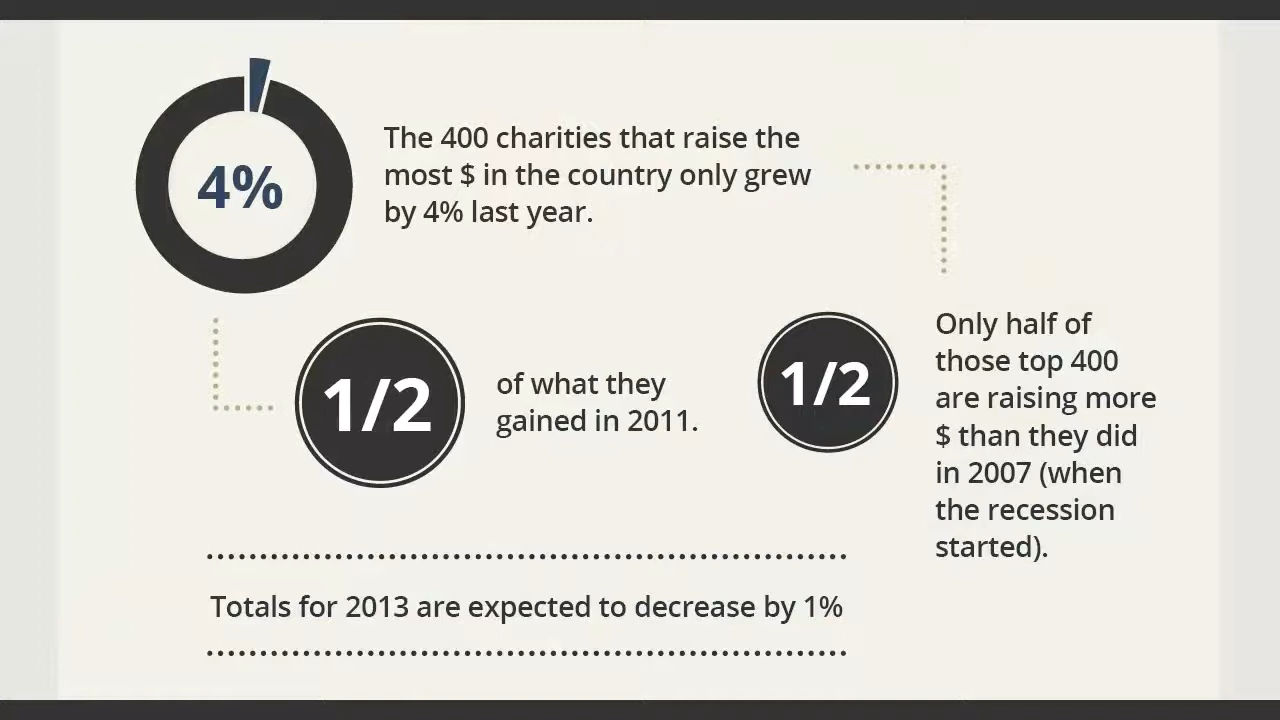 4%
The 400 charities that raise the
most $ in the country only grew
by 4% last year.
1/2
of what they
gained in 2011.
1/2
Only half of
those top 400
are raising more
$ than they did
in 2007 (when
the recession
started).
Totals for 2013 are expected to decrease by 1%